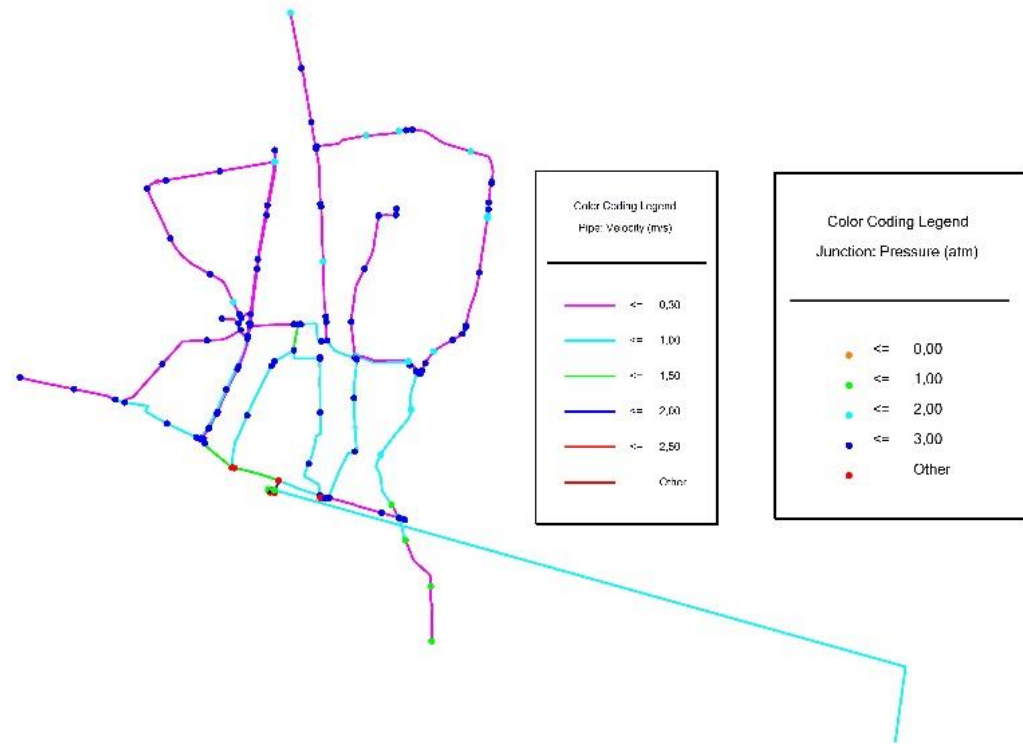 Color Coding Legend
Pipe: Velocity (m/s)
<= 0,30
<= 1,00
<= 1,50
<= 2,00
<= 2,50
Other
Color Coding Legend
Junction: Pressure (atm)
<= 0,00
<= 1,00
<= 2,00
<= 3,00
Other